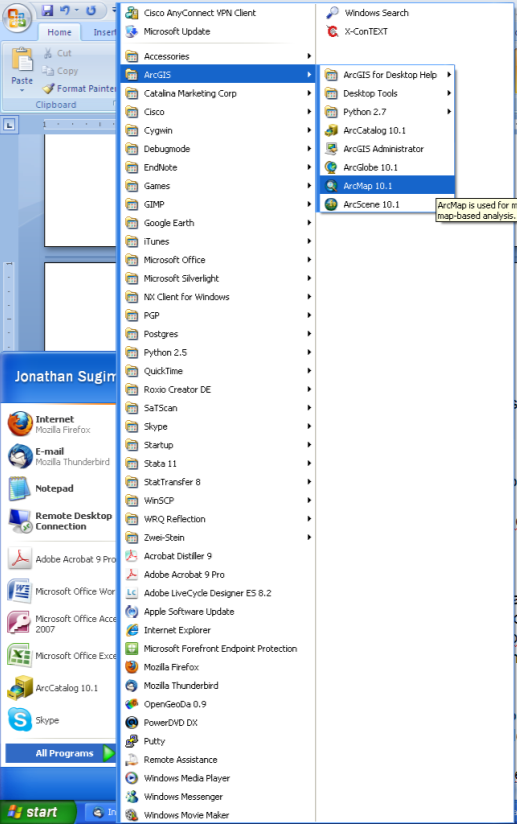 Home
Insert
Cut
Copy
Paste
Format Painter
Clipboard
L
1
Jonathan Sugim
Internet
Mozilla Firefox
E-mail
Mozilla Thunderbird
Notepad
Remote Desktop
Connection
Adobe Acrobat 9 Pro
Microsoft Office Wor
Microsoft Office Acce
2007
Microsoft Office Exce
ArcCatalog 10.1
Skype
All Programs
start
In
Cisco AnyConnect VPN Client
Microsoft Update
Accessories
ArcGIS
Catalina Marketing Corp
Cisco
Cygwin
Debugmode
EndNote
Games
GIMP
Google Earth
iTunes
Microsoft Office
Microsoft Silverlight
NX Client for Windows
PGP
Postgres
Python 2.5
QuickTime
Roxio Creator DE
SaTScan
Skype
Startup
Stata 11
StatTransfer 8
WinSCP
WRQ Reflection
Zwei-Stein
Acrobat Distiller 9
Adobe Acrobat 9 Pro
Adobe LiveCycle Designer ES 8.2
Apple Software Update
Internet Explorer
Microsoft Forefront Endpoint Protection
Mozilla Firefox
Mozilla Thunderbird
OpenGeoDa 0.9
PowerDVD DX
Putty
Remote Assistance
Windows Media Player
Windows Messenger
Windows Movie Maker
Windows Search
X-ConTEXT
ArcGIS for Desktop Help
Desktop Tools
Python 2.7
ArcCatalog 10.1
ArcGIS Administrator
ArcGlobe 10.1
ArcMap 10.1
ArcScene 10.1
ArcMap is used for m
map-based analysis.